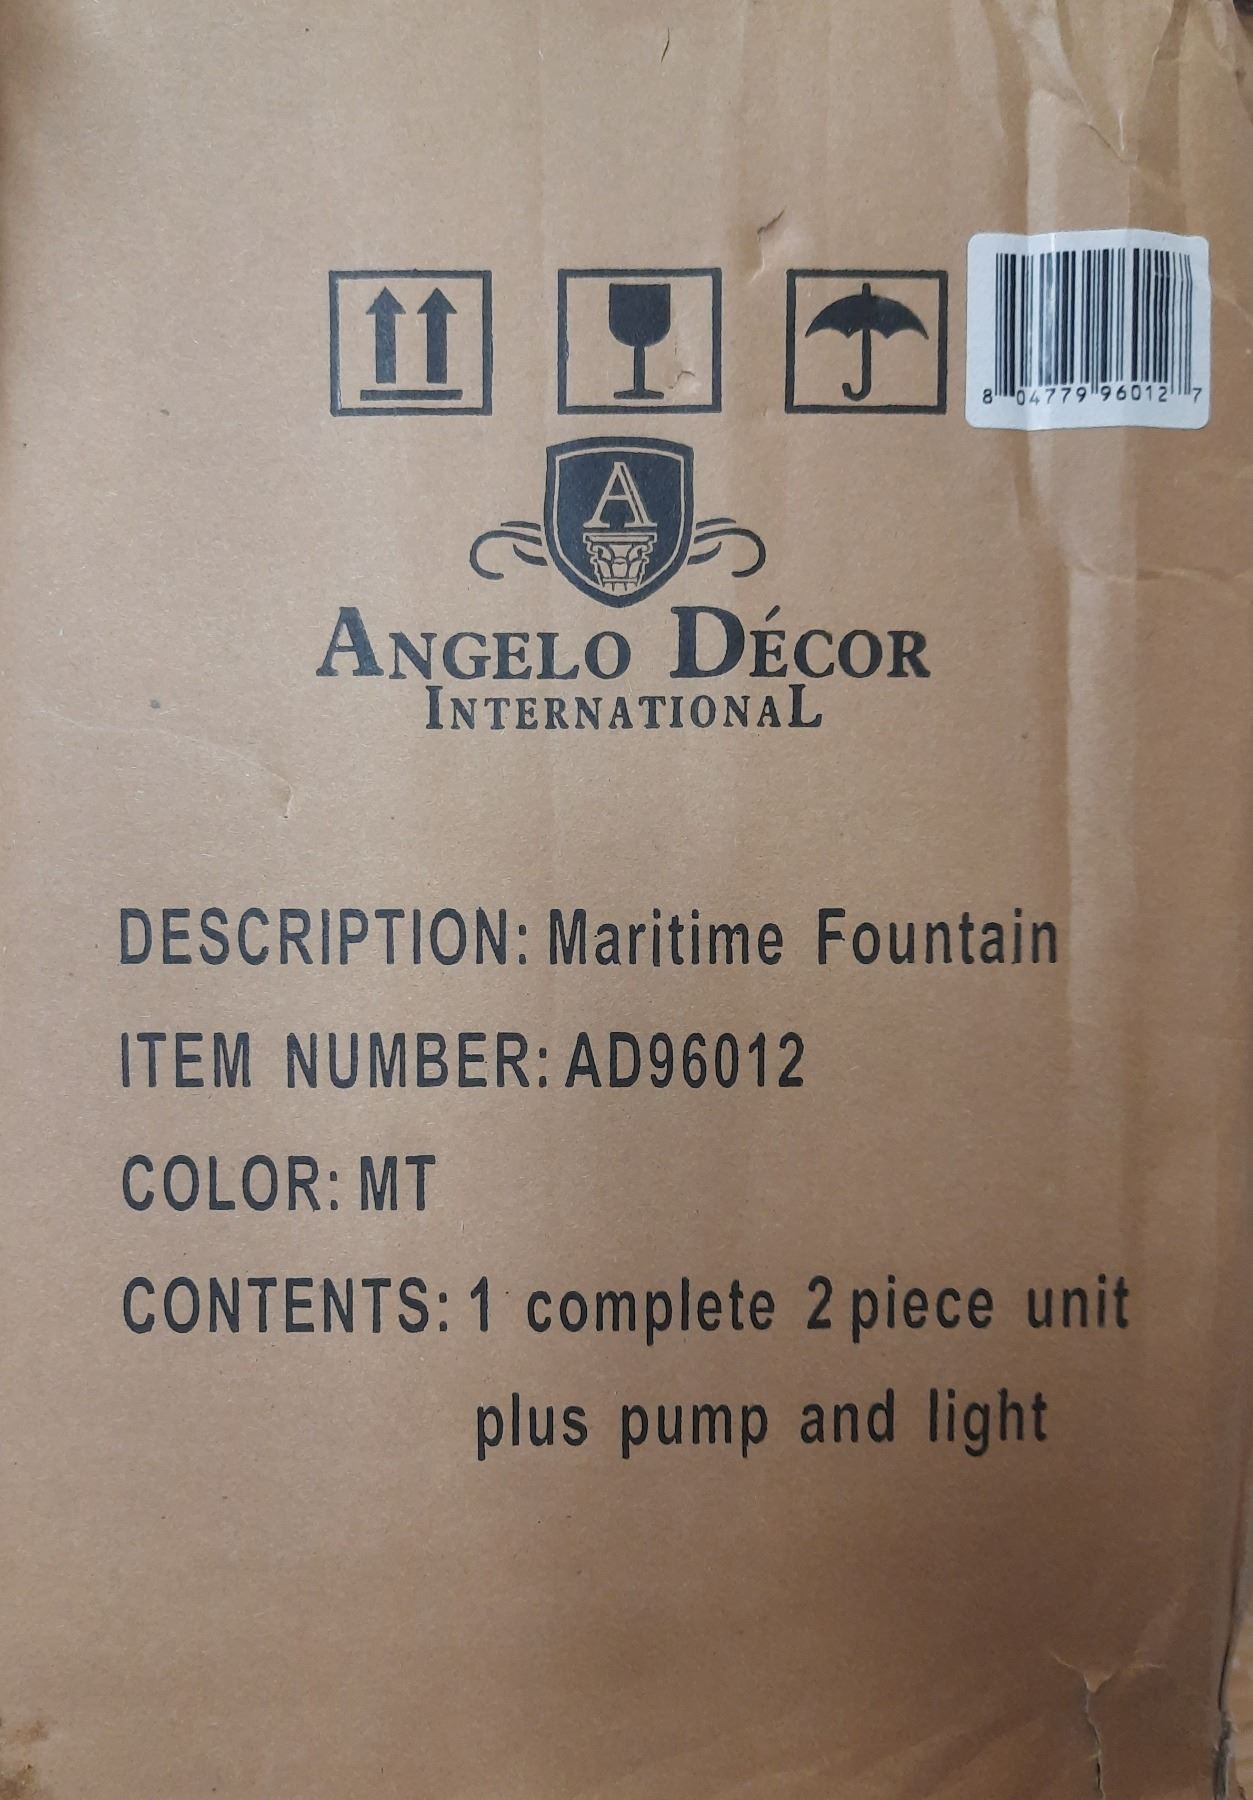 8 04779 96012 7
A
ANGELO DÉCOR
INTERNATIONAL
DESCRIPTION: Maritime Fountain
ITEM NUMBER: AD96012
COLOR: MT
CONTENTS: 1 complete 2 piece unit
plus pump and light